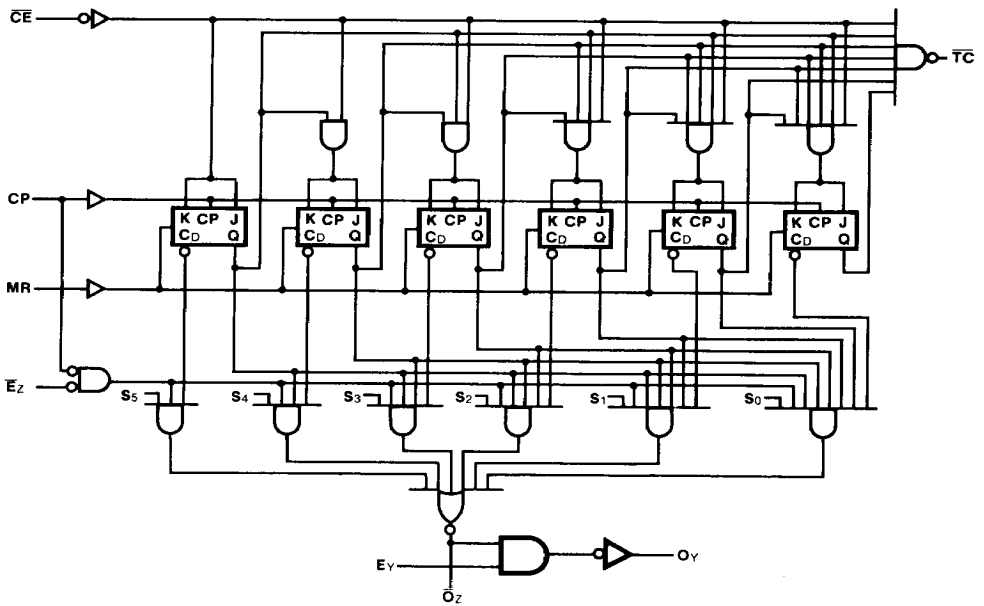 CE
TC
CP
K CP J
CD Q
K CP J
CD Q
K CP J
CD Q
K CP J
CD Q
K CP J
CD Q
K CP J
CD Q
MR
EZ
S5
S4
S3
S2
S1
S0
EY
OY
OZ